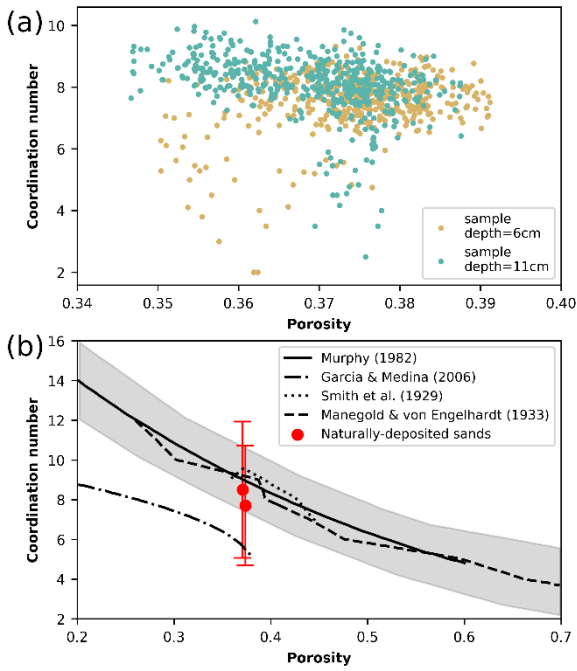 (a)
10
8
6
4
2
Coordination number
0.34 0.35 0.36 0.37 0.38 0.39 0.40
Porosity
sample
depth=6cm
sample
depth=11cm
(b)
16
14
12
10
8
6
4
2
Coordination number
Murphy (1982)
Garcia & Medina (2006)
Smith et al. (1929)
Manegold & von Engelhardt (1933)
Naturally-deposited sands
0.2 0.3 0.4 0.5 0.6 0.7
Porosity